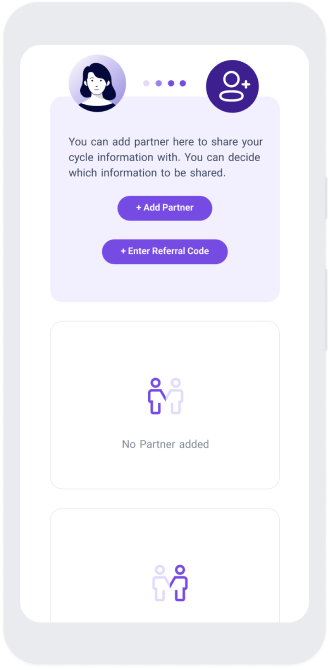 You can add partner here to share your
cycle information with. You can decide
which information to be shared.
+ Add Partner
+ Enter Referral Code
No Partner added